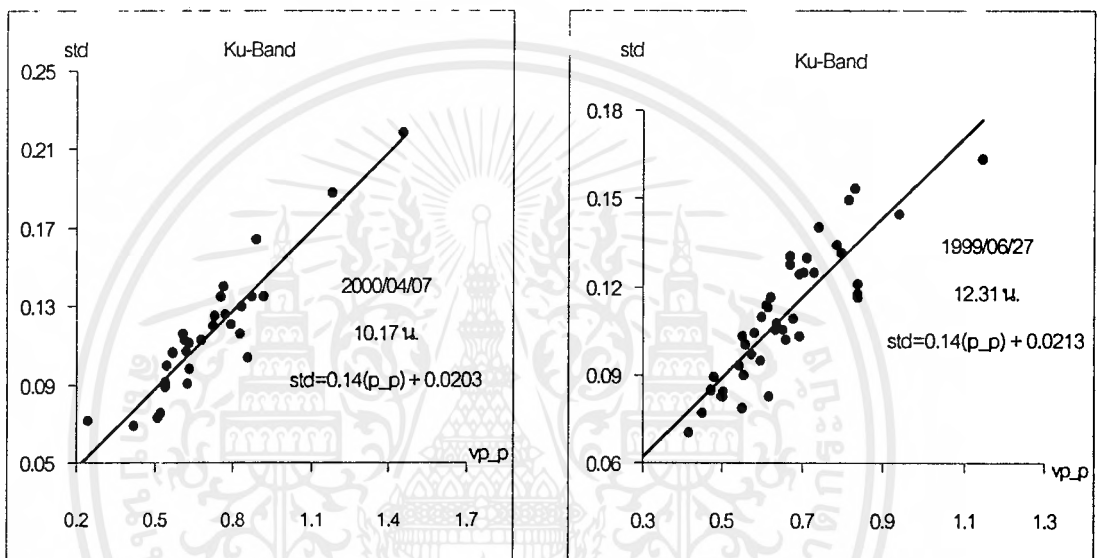 std
Ku-Band
0.25
0.21
0.17
0.13
0.09
0.05
2000/04/07
10.17 น.
std=0.14(p_p) + 0.0203
vp_p
0.2 0.5 0.8 1.1 1.4 1.7
std
Ku-Band
0.18
0.15
0.12
0.09
0.06
1999/06/27
12.31 น.
std=0.14(p_p) + 0.0213
vp_p
0.3 0.5 0.7 0.9 1.1 1.3